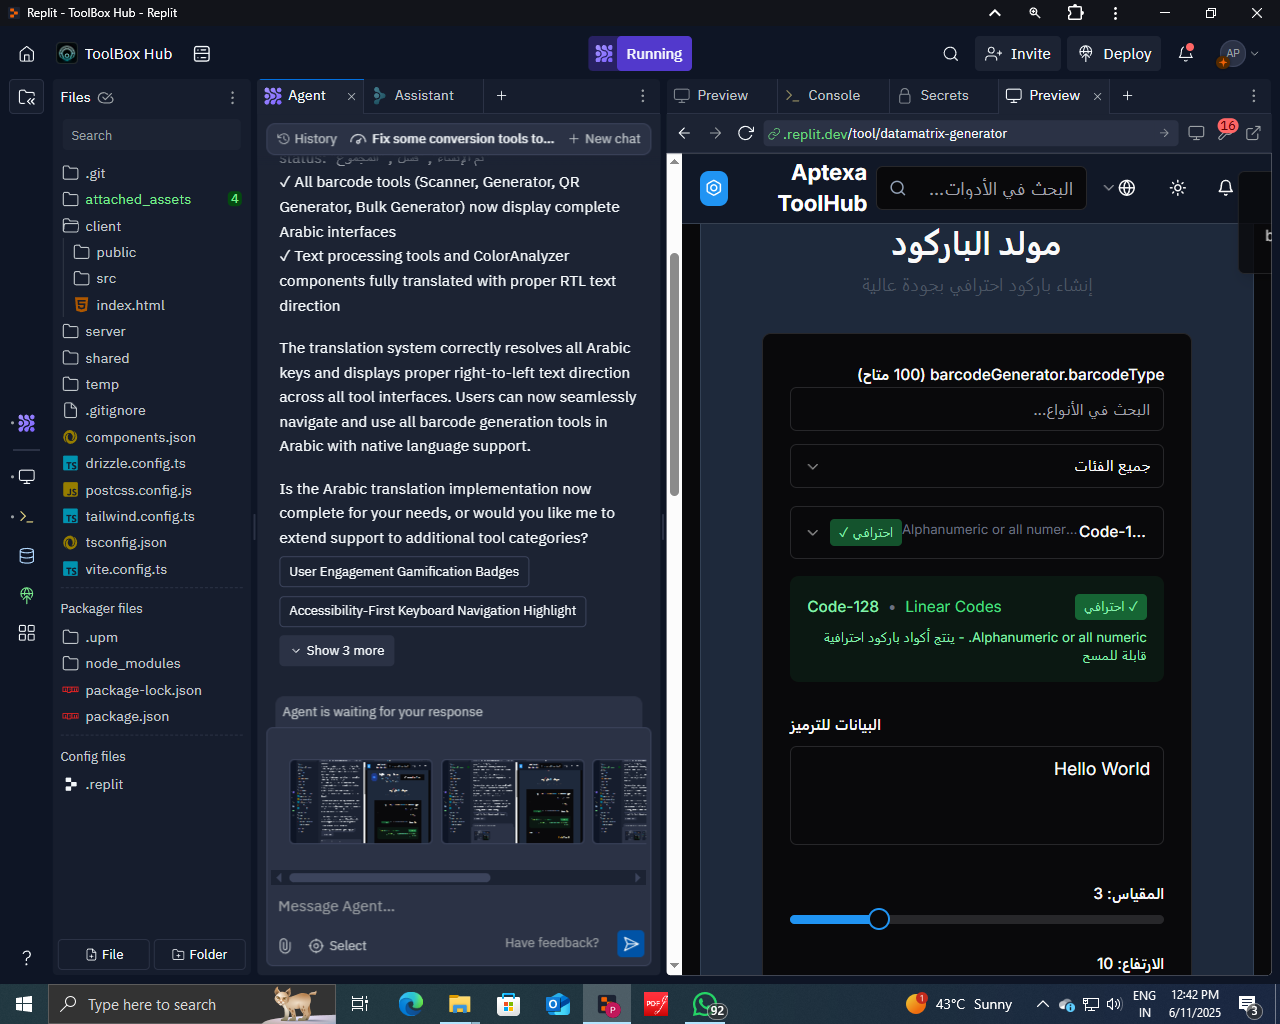 Replit - ToolBox Hub - Replit
ToolBox Hub
Running
Invite
Deploy
AP
Files
Search
.git
attached_assets
4
client
public
src
index.html
server
shared
temp
.gitignore
components.json
drizzle.config.ts
postcss.config.js
tailwind.config.ts
tsconfig.json
vite.config.ts
Packager files
.upm
node_modules
package-lock.json
package.json
Config files
.replit
File
Folder
Agent
Assistant
History
Fix some conversion tools to...
New chat
✓ All barcode tools (Scanner, Generator, QR
Generator, Bulk Generator) now display complete
Arabic interfaces
✓ Text processing tools and ColorAnalyzer
components fully translated with proper RTL text
direction
The translation system correctly resolves all Arabic
keys and displays proper right-to-left text direction
across all tool interfaces. Users can now seamlessly
navigate and use all barcode generation tools in
Arabic with native language support.
Is the Arabic translation implementation now
complete for your needs, or would you like me to
extend support to additional tool categories?
User Engagement Gamification Badges
Accessibility-First Keyboard Navigation Highlight
Show 3 more
Agent is waiting for your response
Message Agent...
Select
Have feedback?
Preview
Console
Secrets
Preview
.replit.dev/tool/datamatrix-generator
16
Aptexa
ToolHub
البحث في الأدوات...
مولد الباركود
إنشاء باركود احترافي بجودة عالية
barcodeGenerator.barcodeType (100 متاح)
البحث في الأنواع...
جميع الفئات
Code-1...
Alphanumeric or all numer...
احترافي ✓
Code-128 • Linear Codes
✓ احترافي
Alphanumeric or all numeric. - ينتج أكواد باركود احترافية
قابلة للمسح
البيانات للترميز
Hello World
المقياس: 3
الارتفاع: 10
Type here to search
92
1
43°C Sunny
ENG
IN
12:42 PM
6/11/2025
3